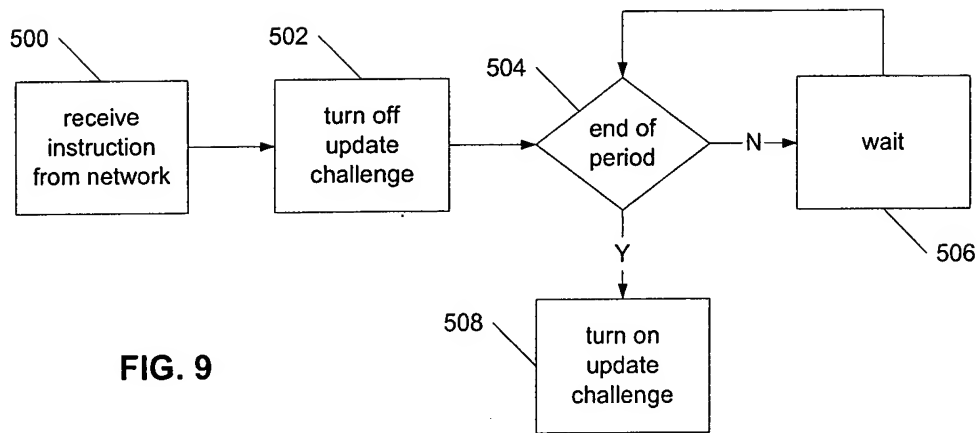 500
receive
instruction
from network
502
turn off
update
challenge
504
end of
period
N
wait
506
Y
508
turn on
update
challenge
FIG. 9